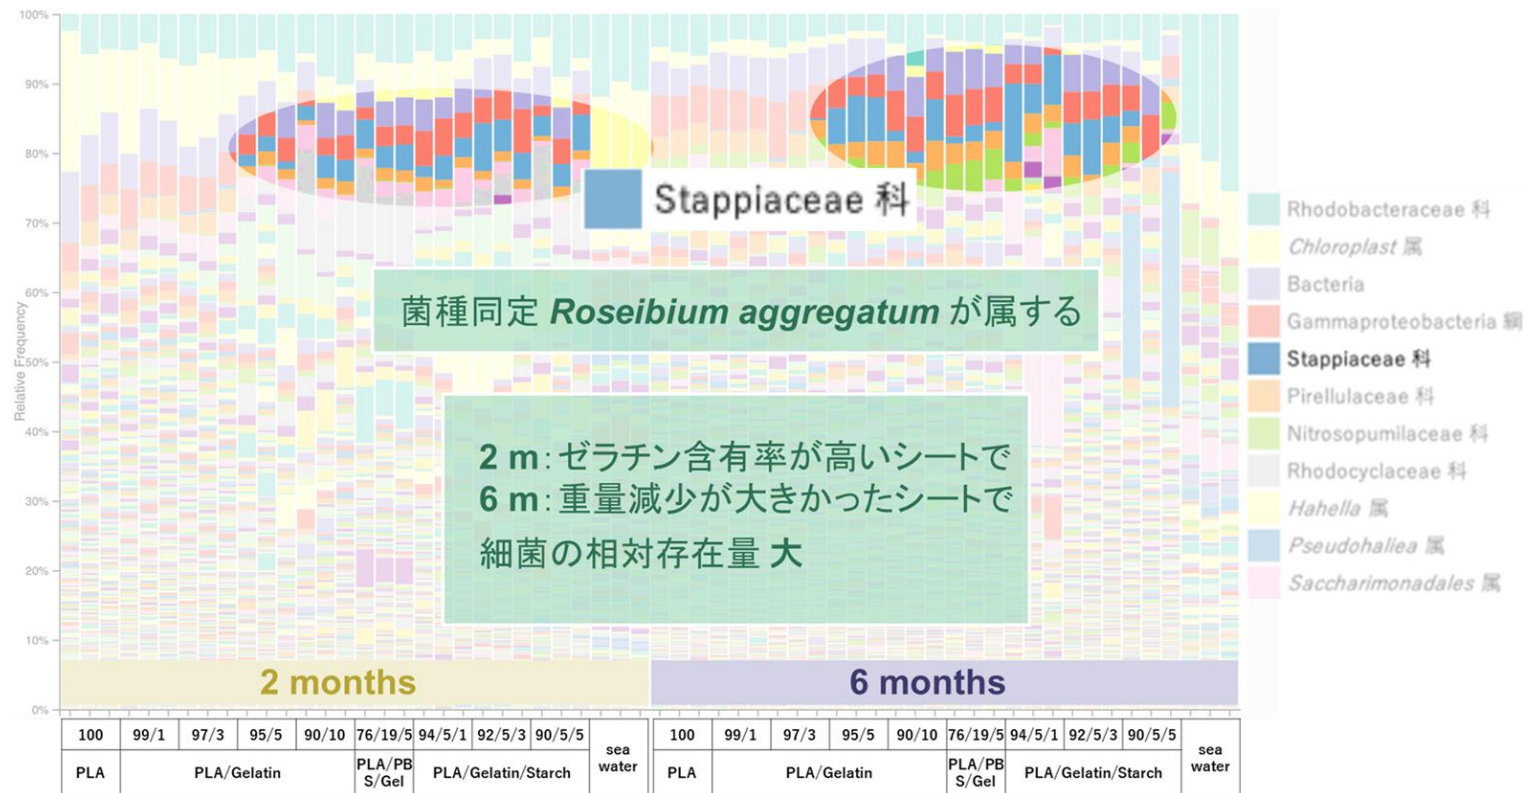 100%
90%
80%
70%
60%
50%
40%
30%
20%
10%
0%
Relative Frequency
Stappiaceae 科
菌種同定 Roseibium aggregatum が属する
2 m:ゼラチン含有率が高いシートで
6 m:重量減少が大きかったシートで
細菌の相対存在量 大
2 months
6 months
100 99/1 97/3 95/5 90/10 76/19/5 94/5/1 92/5/3 90/5/5 sea water
PLA PLA/Gelatin PLA/PB S/Gel PLA/Gelatin/Starch
100 99/1 97/3 95/5 90/10 76/19/5 94/5/1 92/5/3 90/5/5 sea water
PLA PLA/Gelatin PLA/PB S/Gel PLA/Gelatin/Starch
Rhodobacteraceae 科
Chloroplast 属
Bacteria
Gammaproteobacteria 綱
Stappiaceae 科
Pirellulaceae 科
Nitrosopumilaceae 科
Rhodocyclaceae 科
Hahella 属
Pseudohaliea 属
Saccharimonadales 属